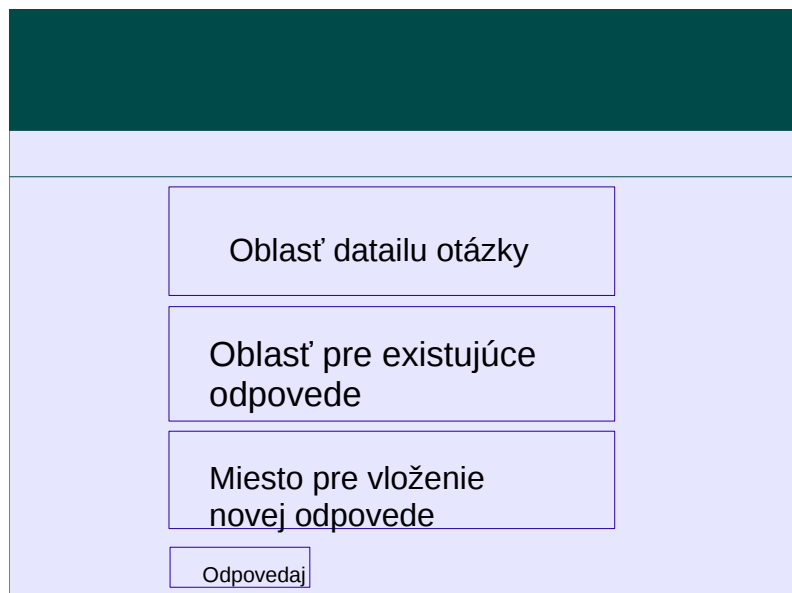 Oblasť datailu otázky
Oblasť pre existujúce
odpovede
Miesto pre vloženie
novej odpovede
Odpovedaj